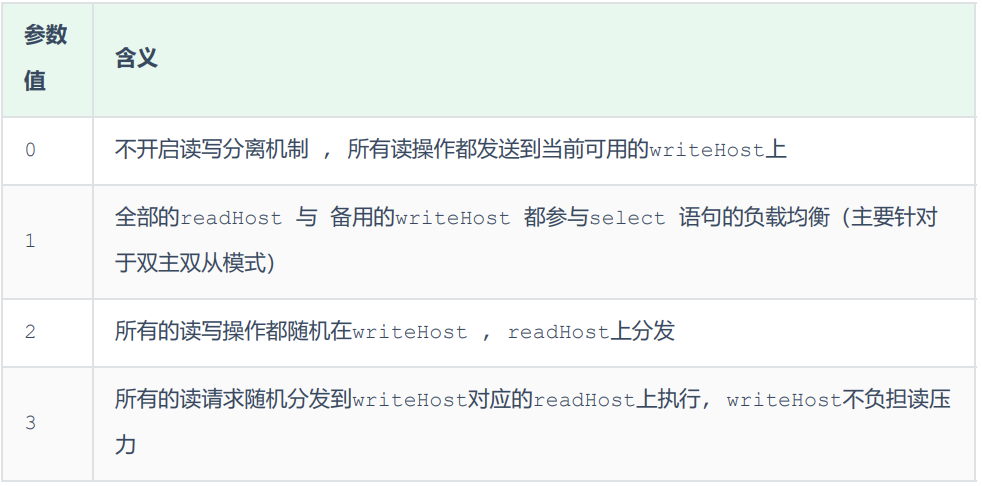 参数
值
含义
0
不开启读写分离机制 ，所有读操作都发送到当前可用的writeHost上
1
全部的readHost 与 备用的writeHost 都参与select 语句的负载均衡（主要针对
于双主双从模式）
2
所有的读写操作都随机在writeHost ，readHost上分发
3
所有的读请求随机分发到writeHost对应的readHost上执行，writeHost不负担读压
力